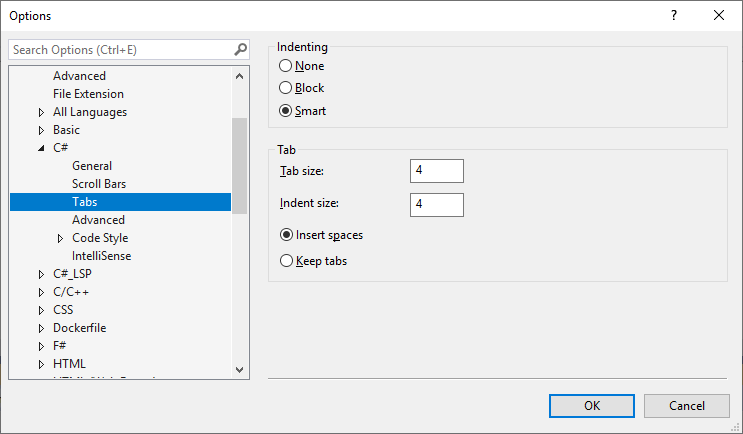 Options
?
Search Options (Ctrl+E)
Advanced
File Extension
All Languages
Basic
C#
General
Scroll Bars
Tabs
Advanced
Code Style
IntelliSense
C#_LSP
C/C++
CSS
Dockerfile
F#
HTML
Indenting
None
Block
Smart
Tab
Tab size: 4
Indent size: 4
Insert spaces
Keep tabs
OK Cancel